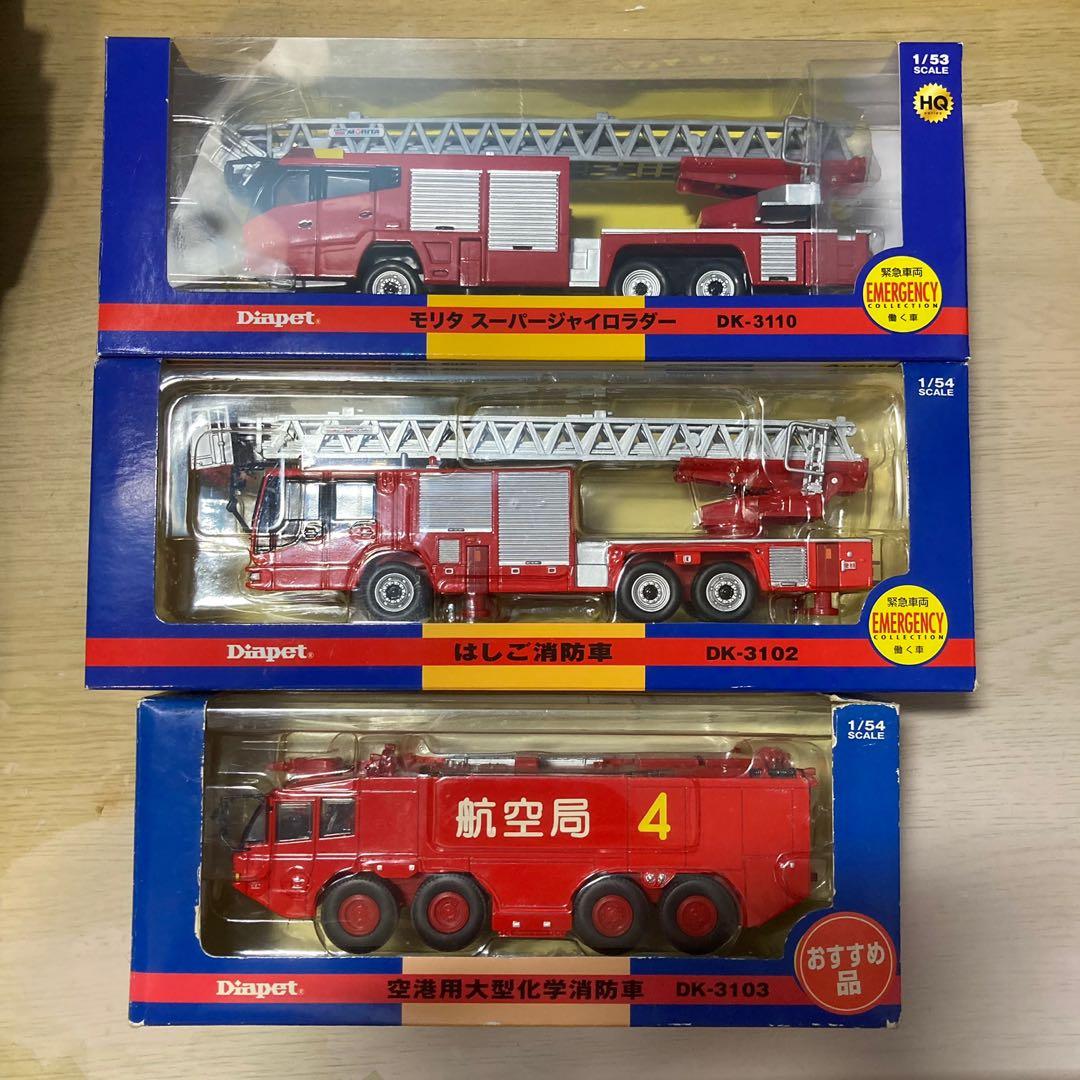 1/53
SCALE
HQ
series
MORITA
緊急車両
EMERGENCY
COLLECTION
働く車
Diapet®
モリタ スーパージャイロラダー DK-3110
1/54
SCALE
緊急車両
EMERGENCY
COLLECTION
働く車
Diapet®
はしご消防車 DK-3102
1/54
SCALE
航空局 4
おすすめ
品
Diapet®
空港用大型化学消防車 DK-3103